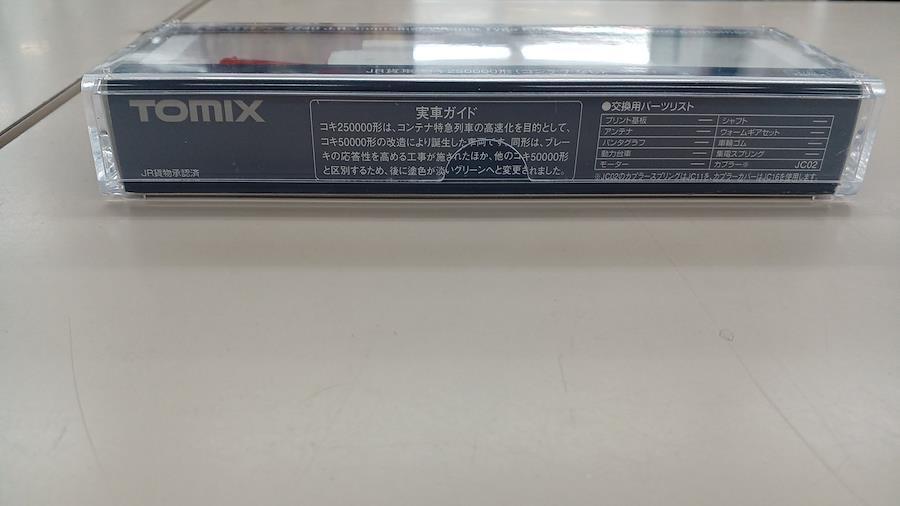 TOMIX
JR貨物承認済
実車ガイド
コキ250000形は、コンテナ特急列車の高速化を目的として、
コキ50000形の改造により誕生した車両です。同形は、ブレー
キの応答性を高める工事が施されたほか、他のコキ50000形
と区別するため、後に塗色が淡いグリーンへと変更されました。
●交換用パーツリスト
プリント基板 — シャフト —
アンテナ — ウォームギアセット —
パンタグラフ — 車輪ゴム —
動力台車 — 集電スプリング —
モーター — カプラー※ JC02
※JC02のカプラースプリングはJC11を、カプラーカバーはJC16を使用します。